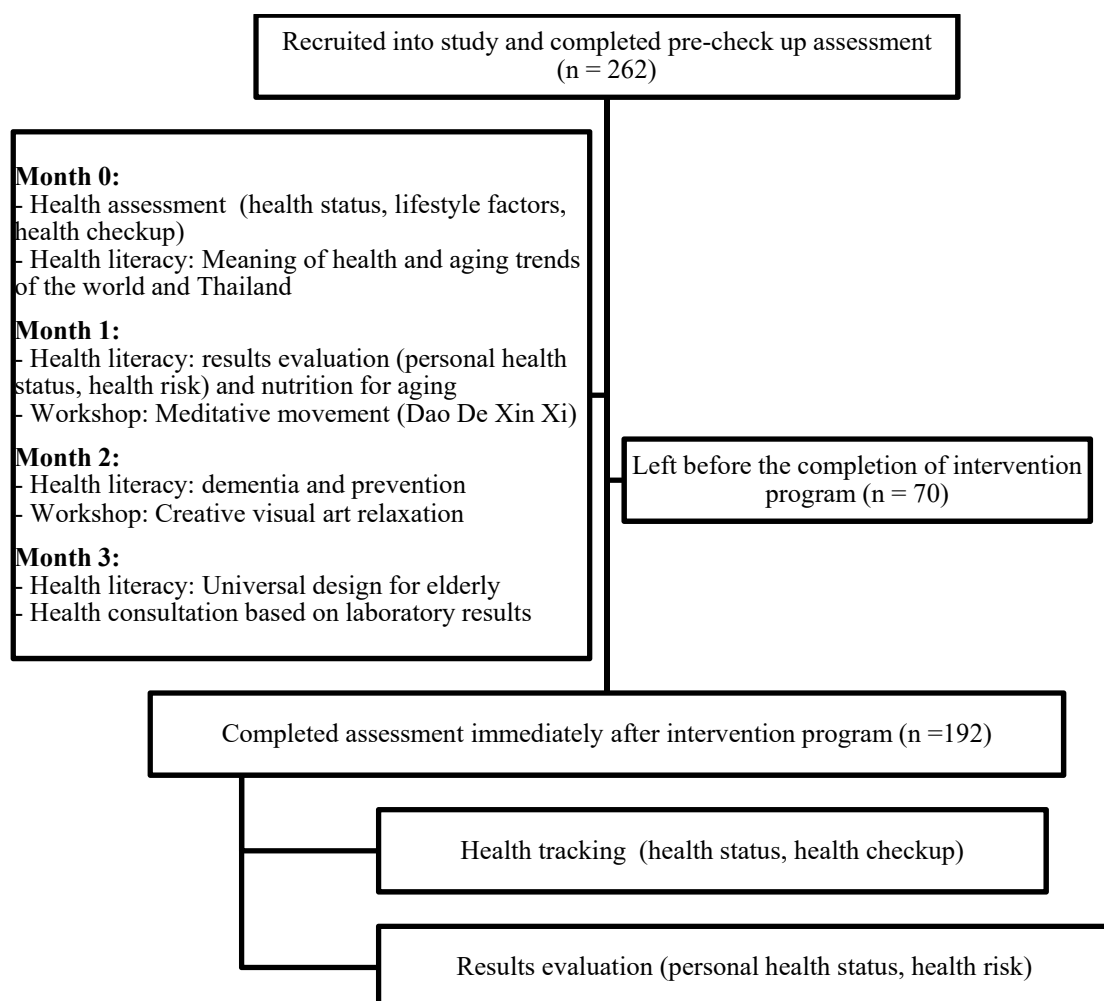 Recruited into study and completed pre-check up assessment
(n = 262)
Month 0:
- Health assessment  (health status, lifestyle factors,
health checkup)
- Health literacy: Meaning of health and aging trends
of the world and Thailand
Month 1:
- Health literacy: results evaluation (personal health
status, health risk) and nutrition for aging
- Workshop: Meditative movement (Dao De Xin Xi)
Month 2:
- Health literacy: dementia and prevention
- Workshop: Creative visual art relaxation
Month 3:
- Health literacy: Universal design for elderly
- Health consultation based on laboratory results
Left before the completion of intervention
program (n = 70)
Completed assessment immediately after intervention program (n =192)
Health tracking  (health status, health checkup)
Results evaluation (personal health status, health risk)